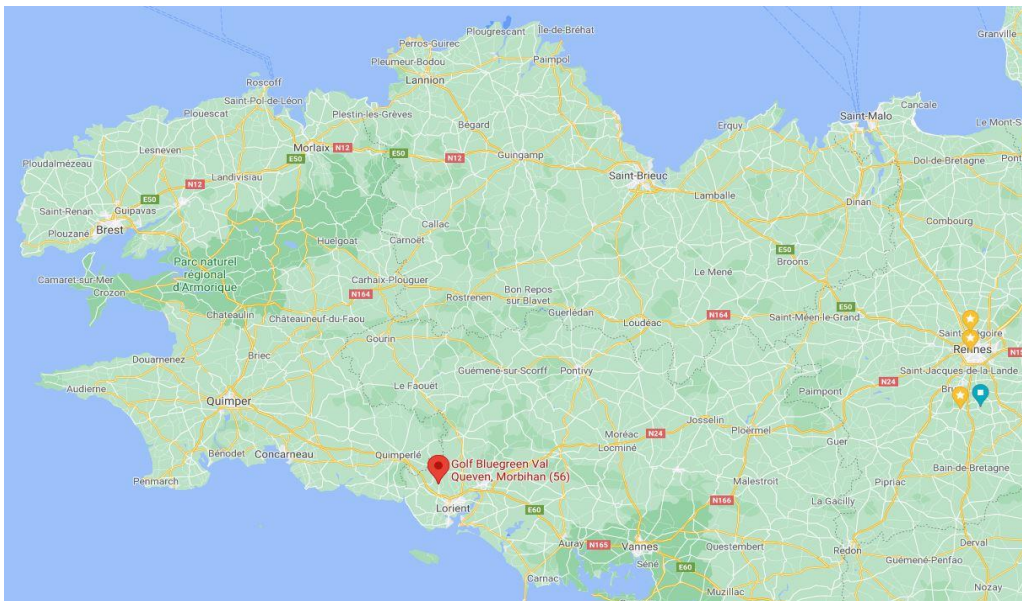 Plougrescant
Île-de-Bréhat
Granville
Perros-Guirec
Pleumeur-Bodou
Paimpol
Lannion
Roscoff
Saint-Pol-de-Léon
Plouescat
Plestin-les-Grèves
Bégard
Erquy
Saint-Malo
Cancale
Le Mont-S
Lesneven
Morlaix
N12
E50
E50
N12
Guingamp
Ploudalmézeau
Landivisiau
N12
E50
Saint-Brieuc
Lamballe
Dol-de-Bretagne
Pont
Dinan
Saint-Renan
Guipavas
Plouzané
Brest
Callac
Combourg
Huelgoat
Carnoët
E50
Broons
Parc naturel
régional
d'Armorique
Camaret-sur-Mer
Crozon
Carhaix-Plouguer
N164
Rostrenen
Bon Repos
sur Blavet
Guerlédan
Le Mené
E50
Châteaulin
Châteauneuf-du-Faou
Loudéac
N164
Saint-Méen-le-Grand
Gourin
Rennes
N15
Douarnenez
Briec
Guémené-sur-Scorff
Pontivy
Saint-Jacques-de-la-Lande
N24
Le Faouët
Paimpont
Audierne
Quimper
Josselin
Ploërmel
Moréac
N24
Locminé
Guer
Bénodet
Concarneau
Quimperlé
Penmarch
Golf Bluegreen Val
Queven, Morbihan (56)
Bain-de-Bretagne
Malestroit
Pipriac
La Gacilly
N166
Lorient
E60
Auray
N165
Vannes
Séné
Questembert
Redon
Derval
Guémené-Penfao
Carnac
E60
Muzillac
Nozay